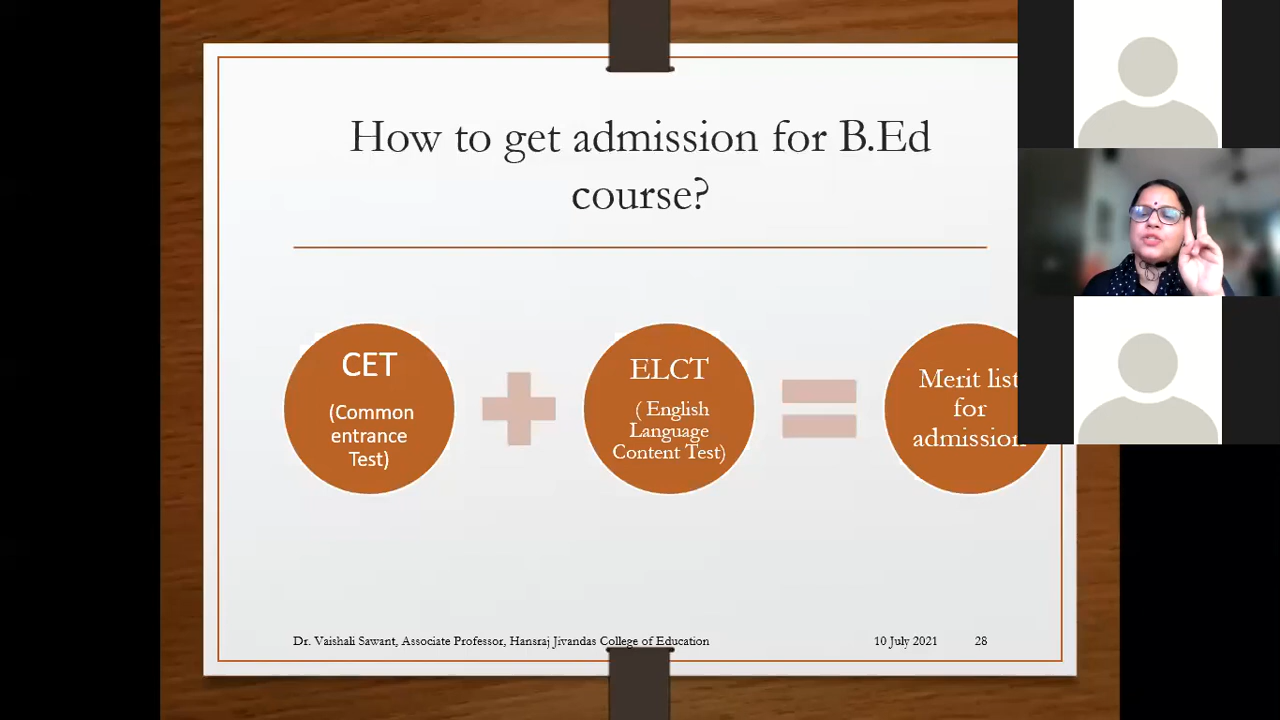 How to get admission for B.Ed
course?
CET
(Common
entrance
Test)
ELCT
( English
Language
Content Test)
Merit list
for
admission
Dr. Vaishali Sawant, Associate Professor, Hansraj Jivandas College of Education
10 July 2021
28